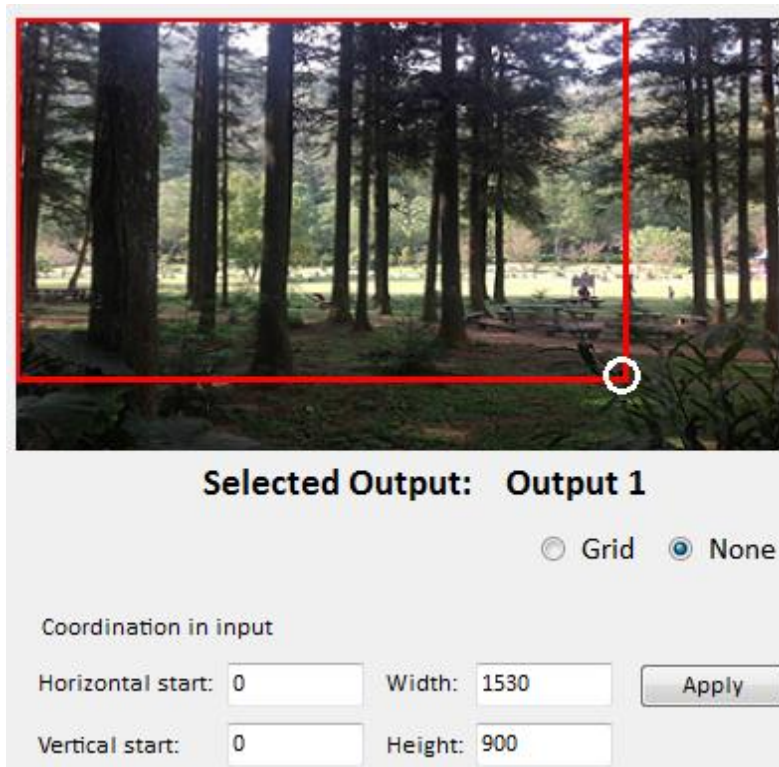 Selected Output: Output 1
Grid None
Coordination in input
Horizontal start: 0 Width: 1530 Apply
Vertical start: 0 Height: 900